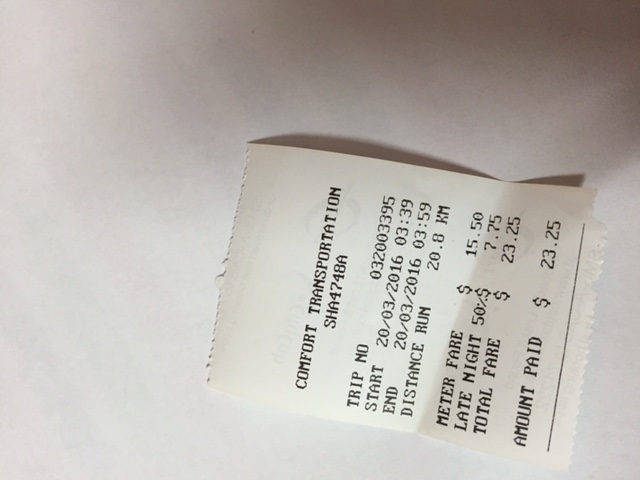 COMFORT TRANSPORTATION
SHA4748A
TRIP NO 032003395
START 20/03/2016 03:39
END 20/03/2016 03:59
DISTANCE RUN 20.8 KM
METER FARE $ 15.50
LATE NIGHT 50%$ 7.75
TOTAL FARE $ 23.25
AMOUNT PAID $ 23.25